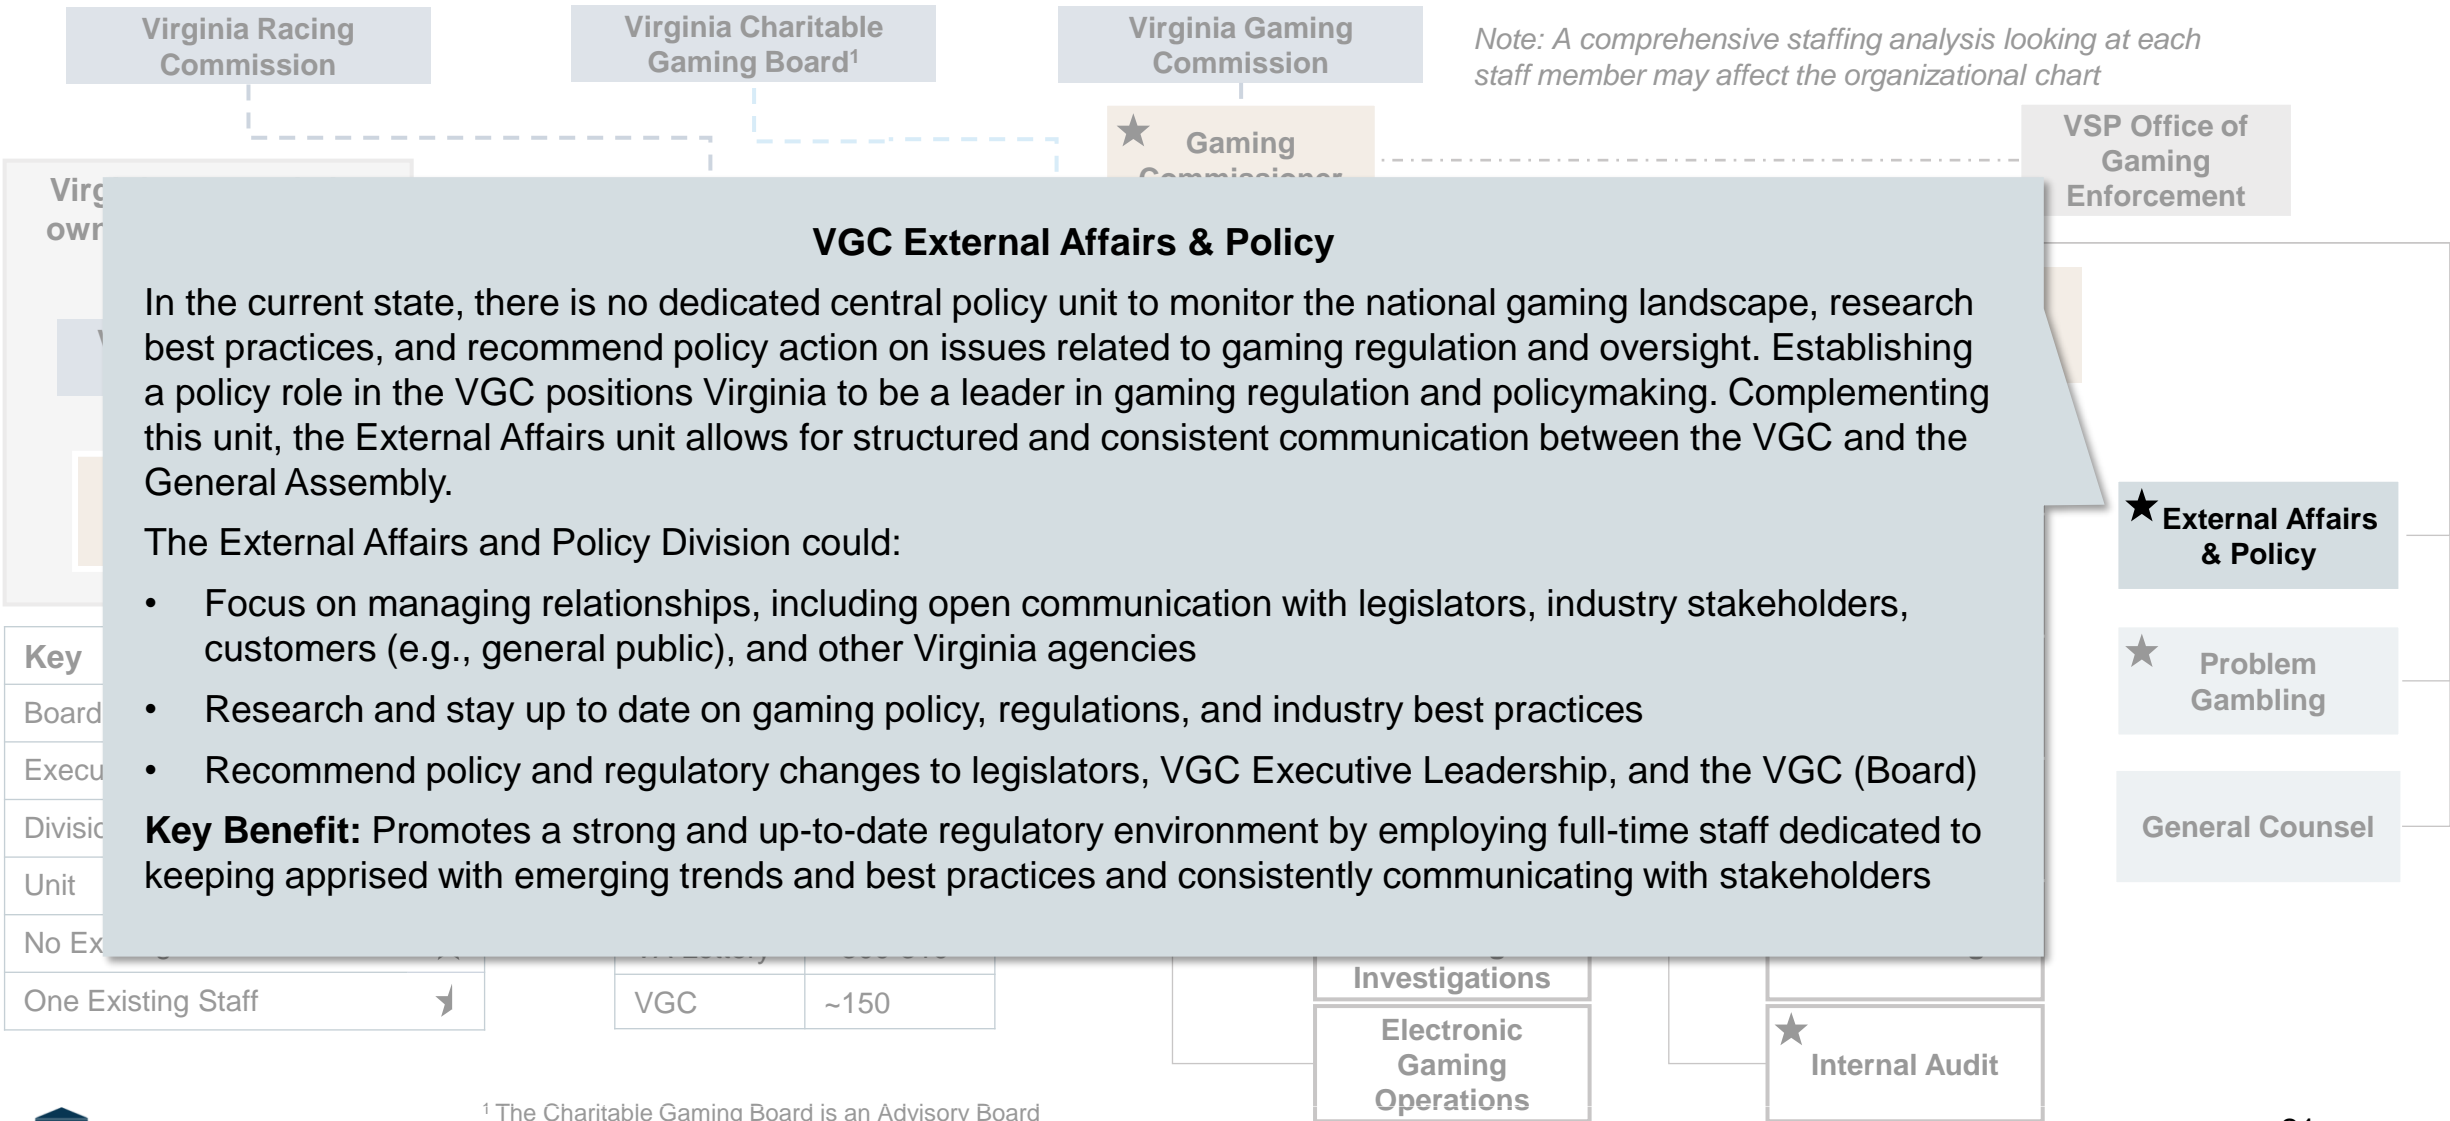 Virginia Racing
Commission
Virginia Charitable
Gaming Board¹
Virginia Gaming
Commission
Note: A comprehensive staffing analysis looking at each
staff member may affect the organizational chart
Gaming
Commissioner
VSP Office of
Gaming
Enforcement
VGC External Affairs & Policy
In the current state, there is no dedicated central policy unit to monitor the national gaming landscape, research
best practices, and recommend policy action on issues related to gaming regulation and oversight. Establishing
a policy role in the VGC positions Virginia to be a leader in gaming regulation and policymaking. Complementing
this unit, the External Affairs unit allows for structured and consistent communication between the VGC and the
General Assembly.
The External Affairs and Policy Division could:
• Focus on managing relationships, including open communication with legislators, industry stakeholders,
customers (e.g., general public), and other Virginia agencies
• Research and stay up to date on gaming policy, regulations, and industry best practices
• Recommend policy and regulatory changes to legislators, VGC Executive Leadership, and the VGC (Board)
Key Benefit: Promotes a strong and up-to-date regulatory environment by employing full-time staff dedicated to
keeping apprised with emerging trends and best practices and consistently communicating with stakeholders
External Affairs
& Policy
Problem
Gambling
General Counsel
Key
Board
Unit
No
One Existing Staff
VGC ~150
Investigations
Electronic
Gaming
Operations
Internal Audit
¹ The Charitable Gaming Board is an Advisory Board